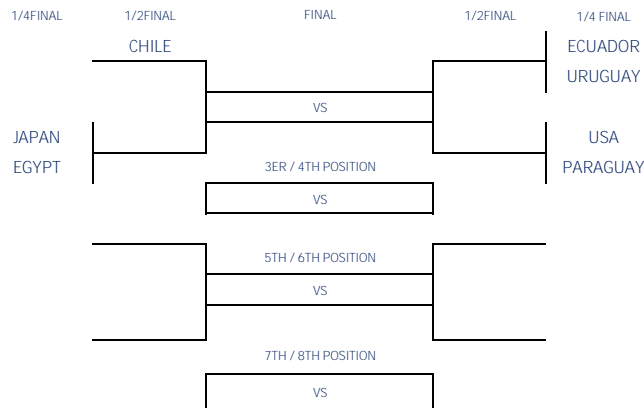 1/4FINAL 1/2FINAL FINAL 1/2FINAL 1/4 FINAL
CHILE ECUADOR
URUGUAY
VS
JAPAN USA
EGYPT 3ER / 4TH POSITION PARAGUAY
VS
5TH / 6TH POSITION
VS
7TH / 8TH POSITION
VS